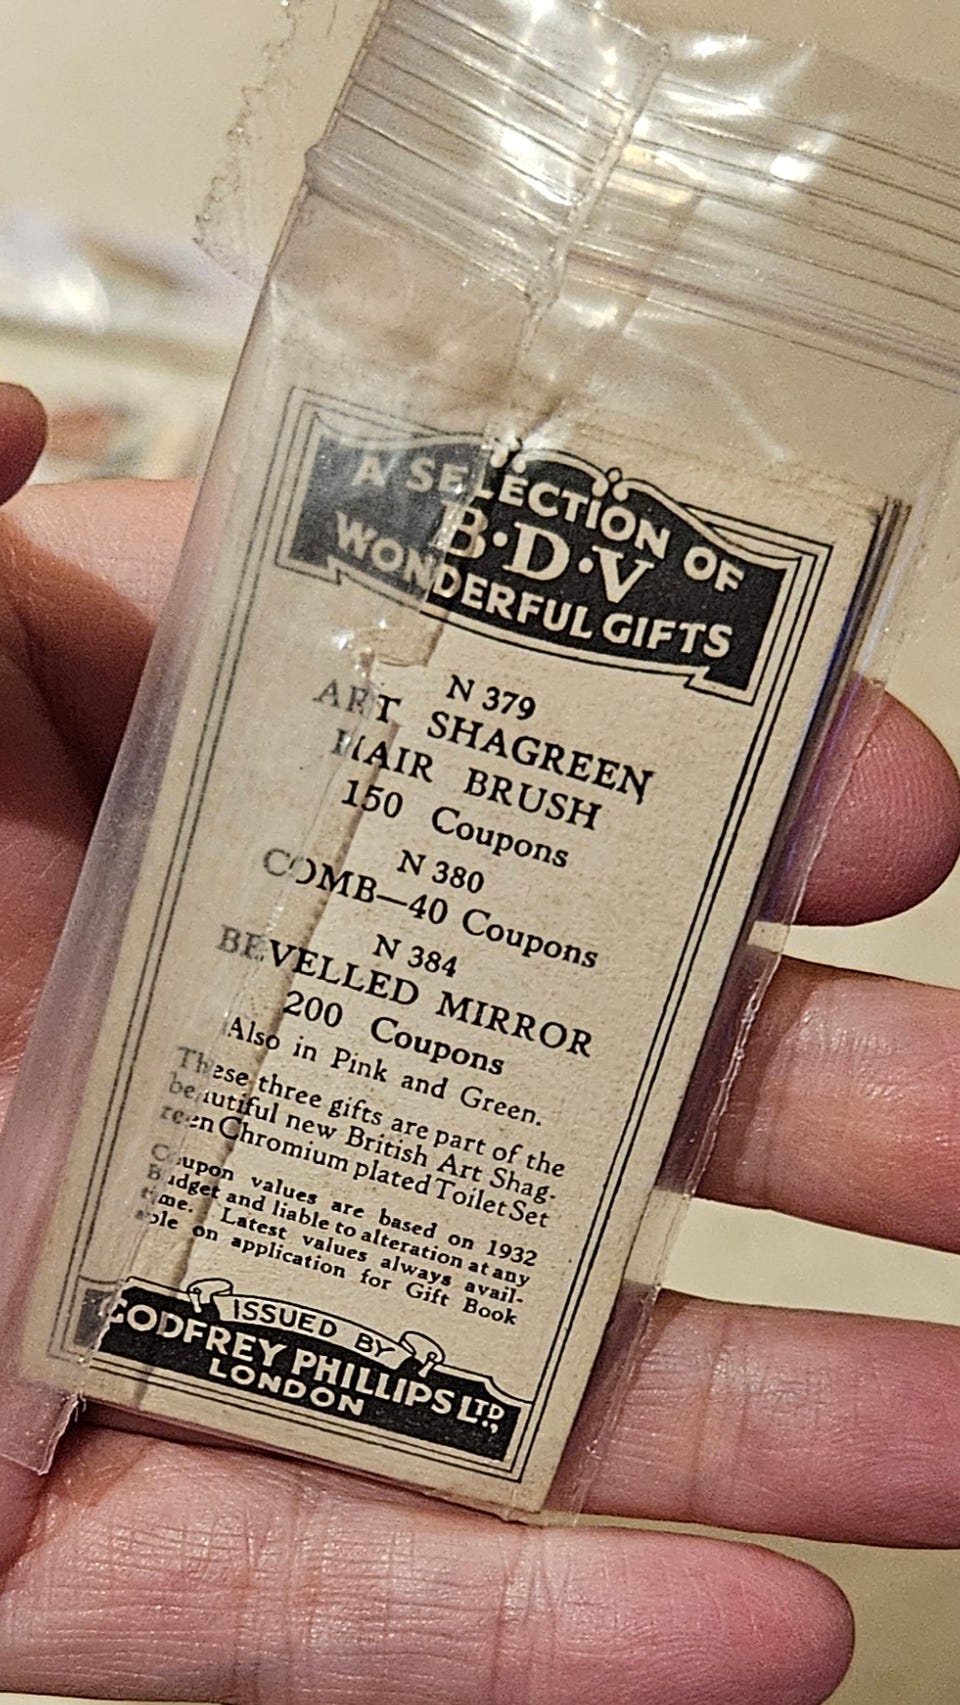 A SELECTION OF
B·D·V
WONDERFUL GIFTS
N 379
ART SHAGREEN
HAIR BRUSH
150 Coupons
N 380
COMB—40 Coupons
N 384
BEVELLED MIRROR
200 Coupons
Also in Pink and Green.
These three gifts are part of the
beautiful new British Art Shag-
reen Chromium plated Toilet Set
Coupon values are based on 1932
Budget and liable to alteration at any
time. Latest values always avail-
able on application for Gift Book
ISSUED BY
GODFREY PHILLIPS LTD.,
LONDON